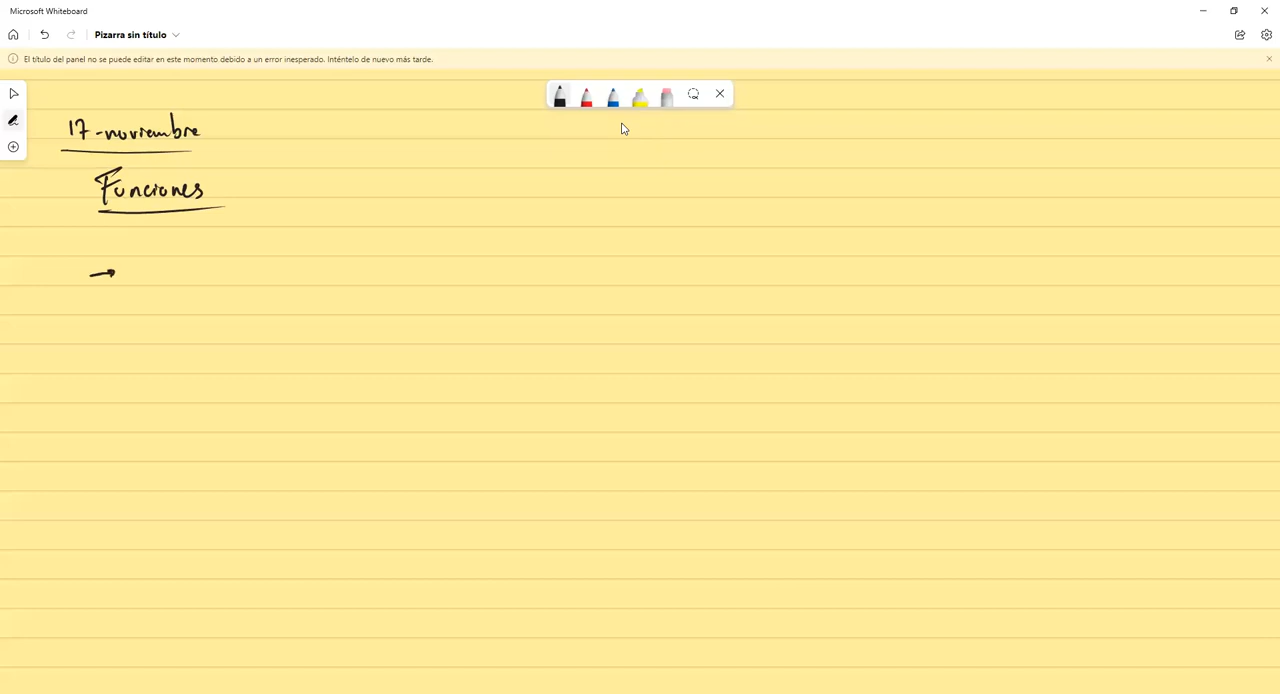 Microsoft Whiteboard
Pizarra sin título
El título del panel no se puede editar en este momento debido a un error inesperado. Inténtelo de nuevo más tarde.
17-noviembre
Funciones
→